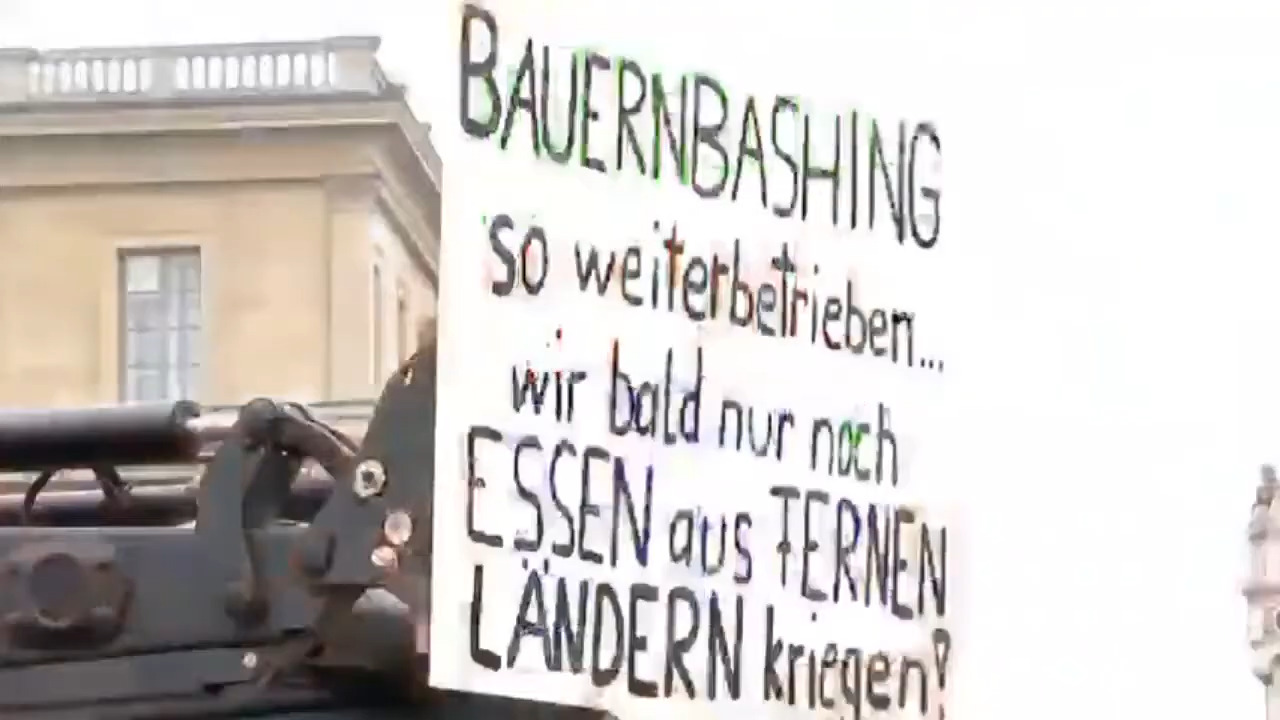 BAUERNBASHING
so weiterbetrieben...
wir bald nur noch
ESSEN aus FERNEN
LÄNDERN kriegen!